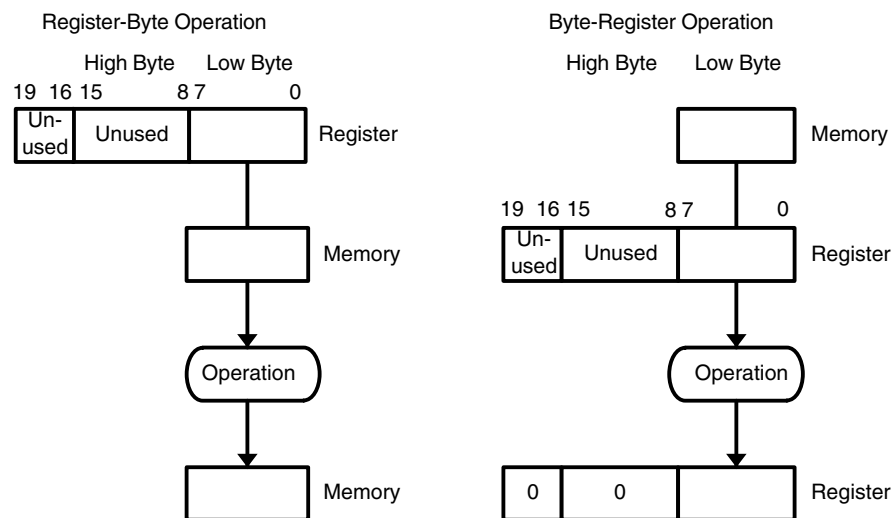 Register-Byte Operation
High Byte Low Byte
19 16 15 8 7 0
Un-
used
Unused
Register
Memory
Operation
Memory
Byte-Register Operation
High Byte Low Byte
Memory
19 16 15 8 7 0
Un-
used
Unused
Register
Operation
0 0
Register